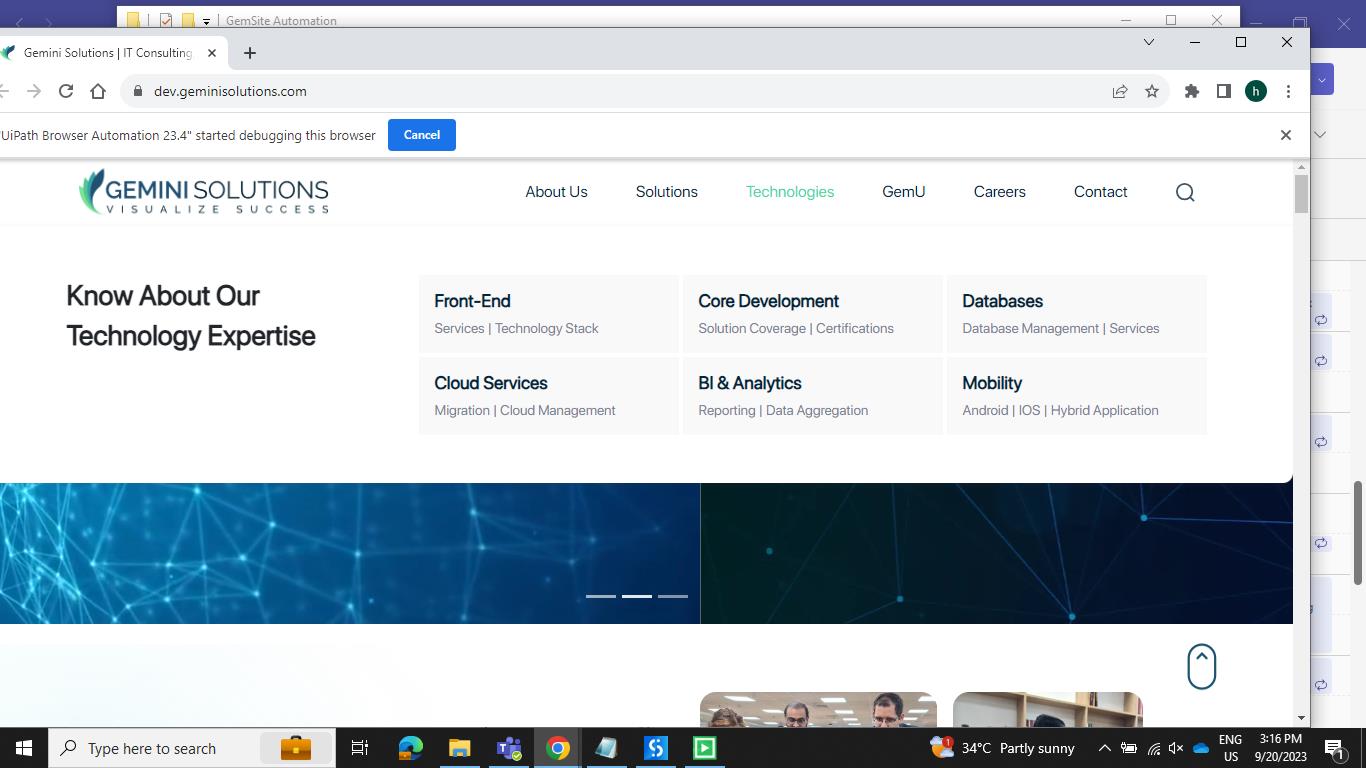 GemSite Automation
Gemini Solutions | IT Consulting
dev.geminisolutions.com
h
UiPath Browser Automation 23.4" started debugging this browser
Cancel
GEMINI SOLUTIONS
VISUALIZE SUCCESS
About Us
Solutions
Technologies
GemU
Careers
Contact
Know About Our
Technology Expertise
Front-End
Services | Technology Stack
Core Development
Solution Coverage | Certifications
Databases
Database Management | Services
Cloud Services
Migration | Cloud Management
BI & Analytics
Reporting | Data Aggregation
Mobility
Android | IOS | Hybrid Application
Type here to search
1
34°C Partly sunny
ENG
US
3:16 PM
9/20/2023
1